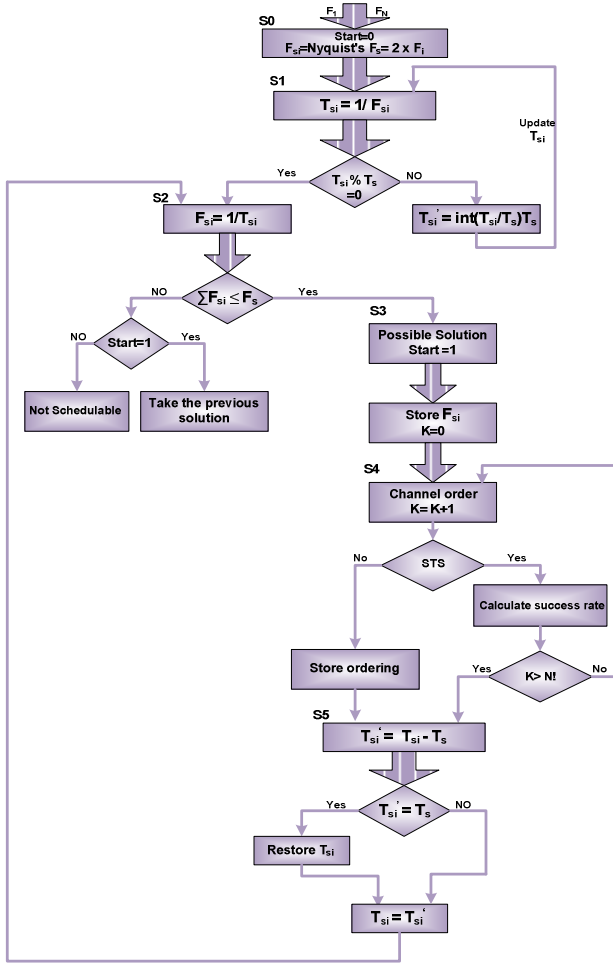 F1 FN
S0
Start=0
Fsi=Nyquist's Fs= 2 x Fi
S1
Tsi = 1/ Fsi
Update
Tsi
Yes
Tsi % Ts
=0
NO
S2
Fsi= 1/Tsi
Tsi' = int(Tsi/Ts)Ts
NO
∑Fsi ≤ Fs
Yes
S3
NO
Start=1
Yes
Possible Solution
Start =1
Not Schedulable
Take the previous
solution
Store Fsi
K=0
S4
Channel order
K= K+1
No
STS
Yes
Calculate success rate
Store ordering
Yes
K> N!
No
S5
Tsi' = Tsi - Ts
Yes
Tsi' = Ts
NO
Restore Tsi
Tsi = Tsi'